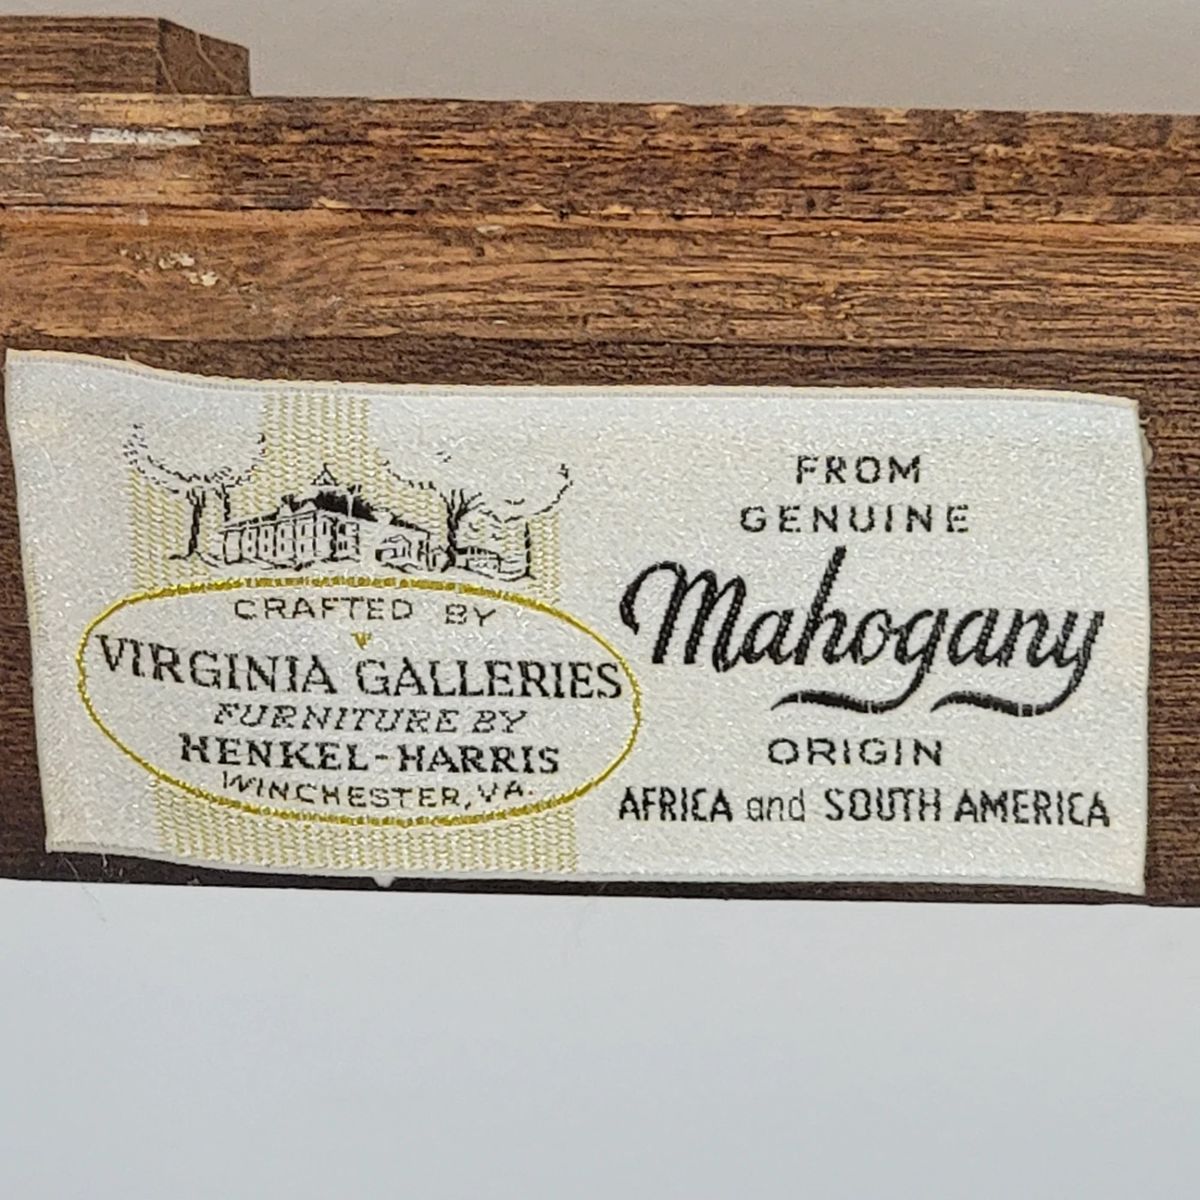 CRAFTED BY
VIRGINIA GALLERIES
FURNITURE BY
HENKEL-HARRIS
WINCHESTER, VA.
FROM
GENUINE
Mahogany
ORIGIN
AFRICA and SOUTH AMERICA